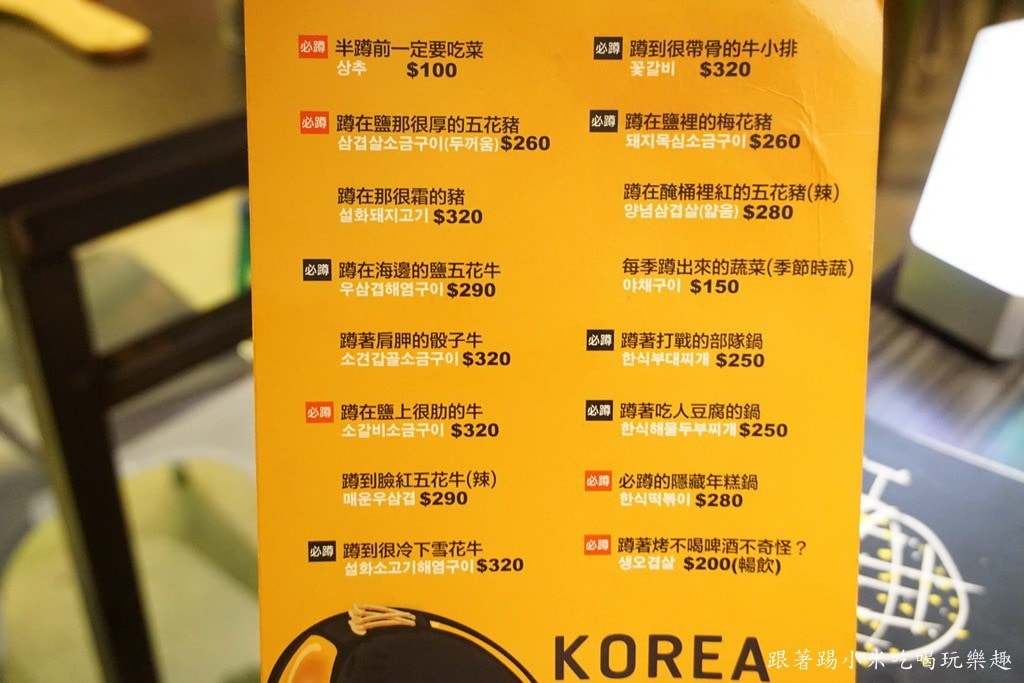 必蹲 半蹲前一定要吃菜
상추 $100
必蹲 蹲在鹽那很厚的五花豬
삼겹살소금구이(두꺼움) $260
蹲在那很霜的豬
설화돼지고기 $320
必蹲 蹲在海邊的鹽五花牛
우삼겹해염구이 $290
蹲著肩胛的骰子牛
소견갑골소금구이 $320
必蹲 蹲在鹽上很肋的牛
소갈비소금구이 $320
蹲到臉紅五花牛(辣)
매운우삼겹 $290
必蹲 蹲到很冷下雪花牛
설화소고기해염구이 $320
必蹲 蹲到很帶骨的牛小排
꽃갈비 $320
必蹲 蹲在鹽裡的梅花豬
돼지목심소금구이 $260
蹲在醃桶裡紅的五花豬(辣)
양념삼겹살(얇음) $280
每季蹲出來的蔬菜(季節時蔬)
야채구이 $150
必蹲 蹲著打戰的部隊鍋
한식부대찌개 $250
必蹲 蹲著吃人豆腐的鍋
한식해물두부찌개 $250
必蹲 必蹲的隱藏年糕鍋
한식떡볶이 $280
必蹲 蹲著烤不喝啤酒不奇怪？
생오겹살 $200(暢飲)
KOREA
跟著踢小米吃喝玩樂趣